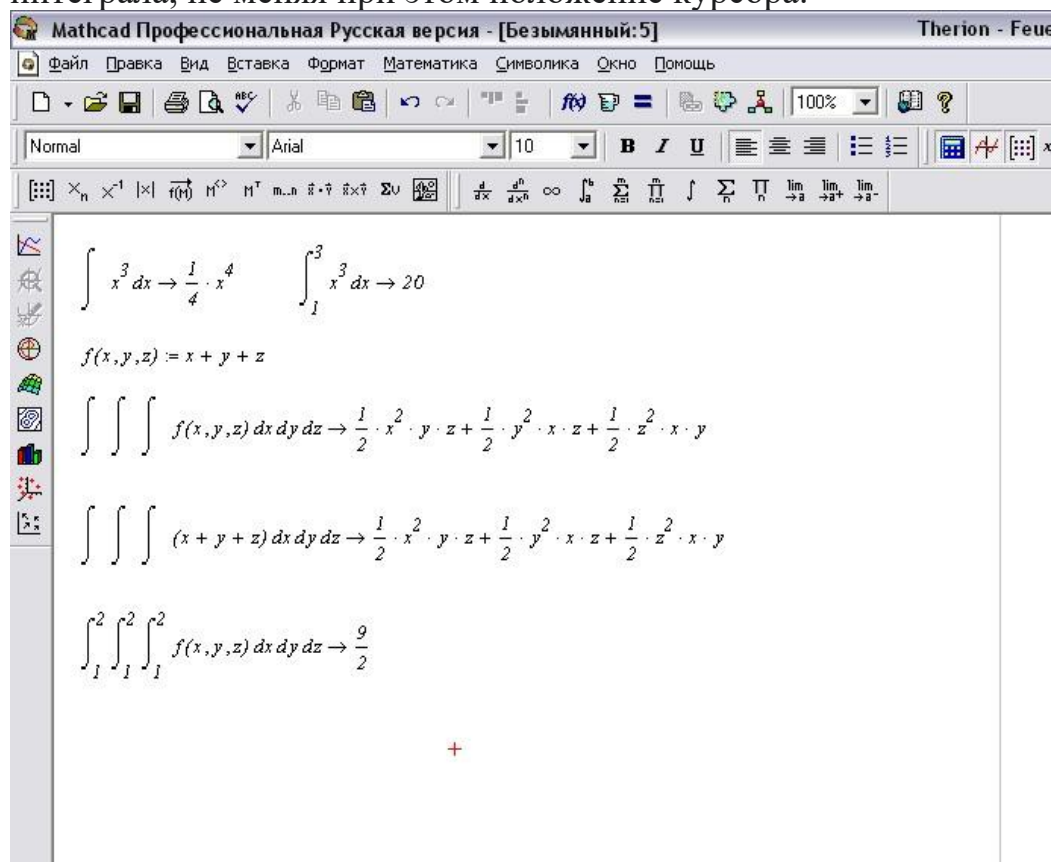 интеграла, не меняя при этом положение курсора.
Mathcad Профессиональная Русская версия - [Безымянный:5] Therion - Feue
Файл Правка Вид Вставка Формат Математика Символика Окно Помощь
f(x) 100%
Normal Arial 10 B I U
∫ x^3 dx → 1/4 · x^4 ∫_1^3 x^3 dx → 20
f(x,y,z) := x + y + z
∫ ∫ ∫ f(x,y,z) dx dy dz → 1/2 · x^2 · y · z + 1/2 · y^2 · x · z + 1/2 · z^2 · x · y
∫ ∫ ∫ (x + y + z) dx dy dz → 1/2 · x^2 · y · z + 1/2 · y^2 · x · z + 1/2 · z^2 · x · y
∫_1^2 ∫_1^2 ∫_1^2 f(x,y,z) dx dy dz → 9/2